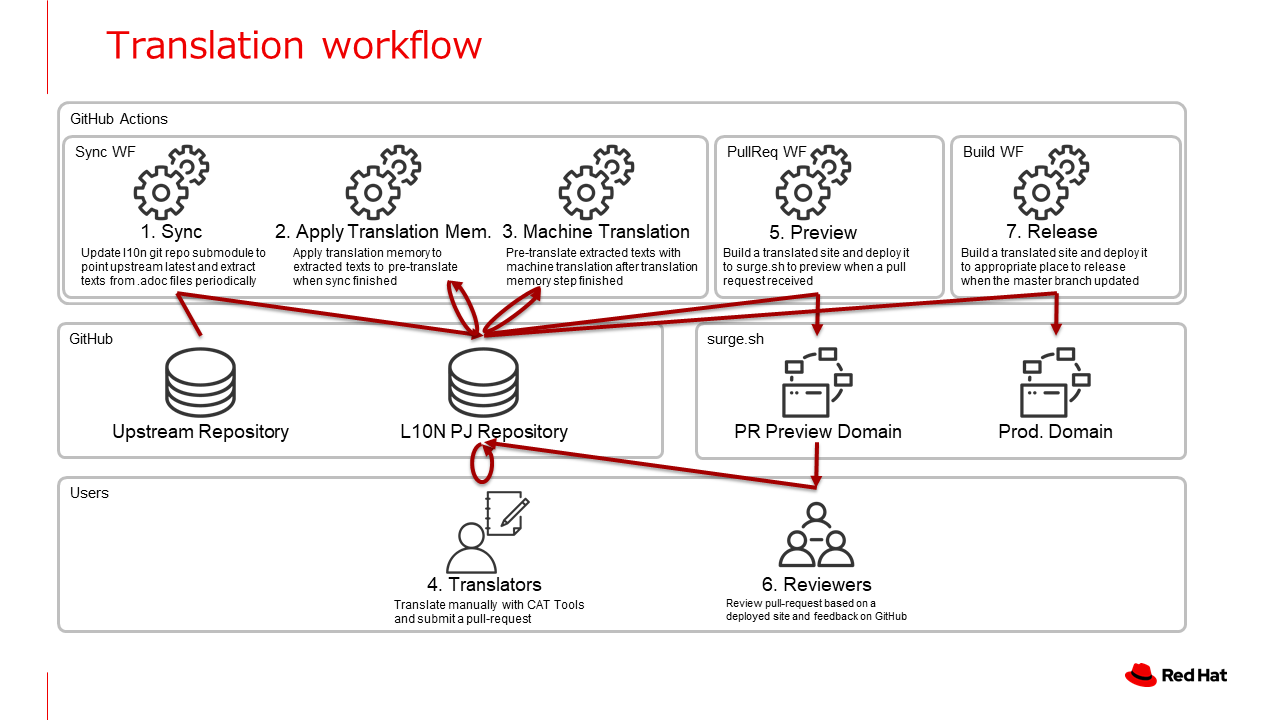 Translation workflow
GitHub Actions
Sync WF
1. Sync
Update l10n git repo submodule to
point upstream latest and extract
texts from .adoc files periodically
2. Apply Translation Mem.
Apply translation memory to
extracted texts to pre-translate
when sync finished
3. Machine Translation
Pre-translate extracted texts with
machine translation after translation
memory step finished
PullReq WF
5. Preview
Build a translated site and deploy it
to surge.sh to preview when a pull
request received
Build WF
7. Release
Build a translated site and deploy it
to appropriate place to release
when the master branch updated
GitHub
Upstream Repository
L10N PJ Repository
surge.sh
PR Preview Domain
Prod. Domain
Users
4. Translators
Translate manually with CAT Tools
and submit a pull-request
6. Reviewers
Review pull-request based on a
deployed site and feedback on GitHub
Red Hat